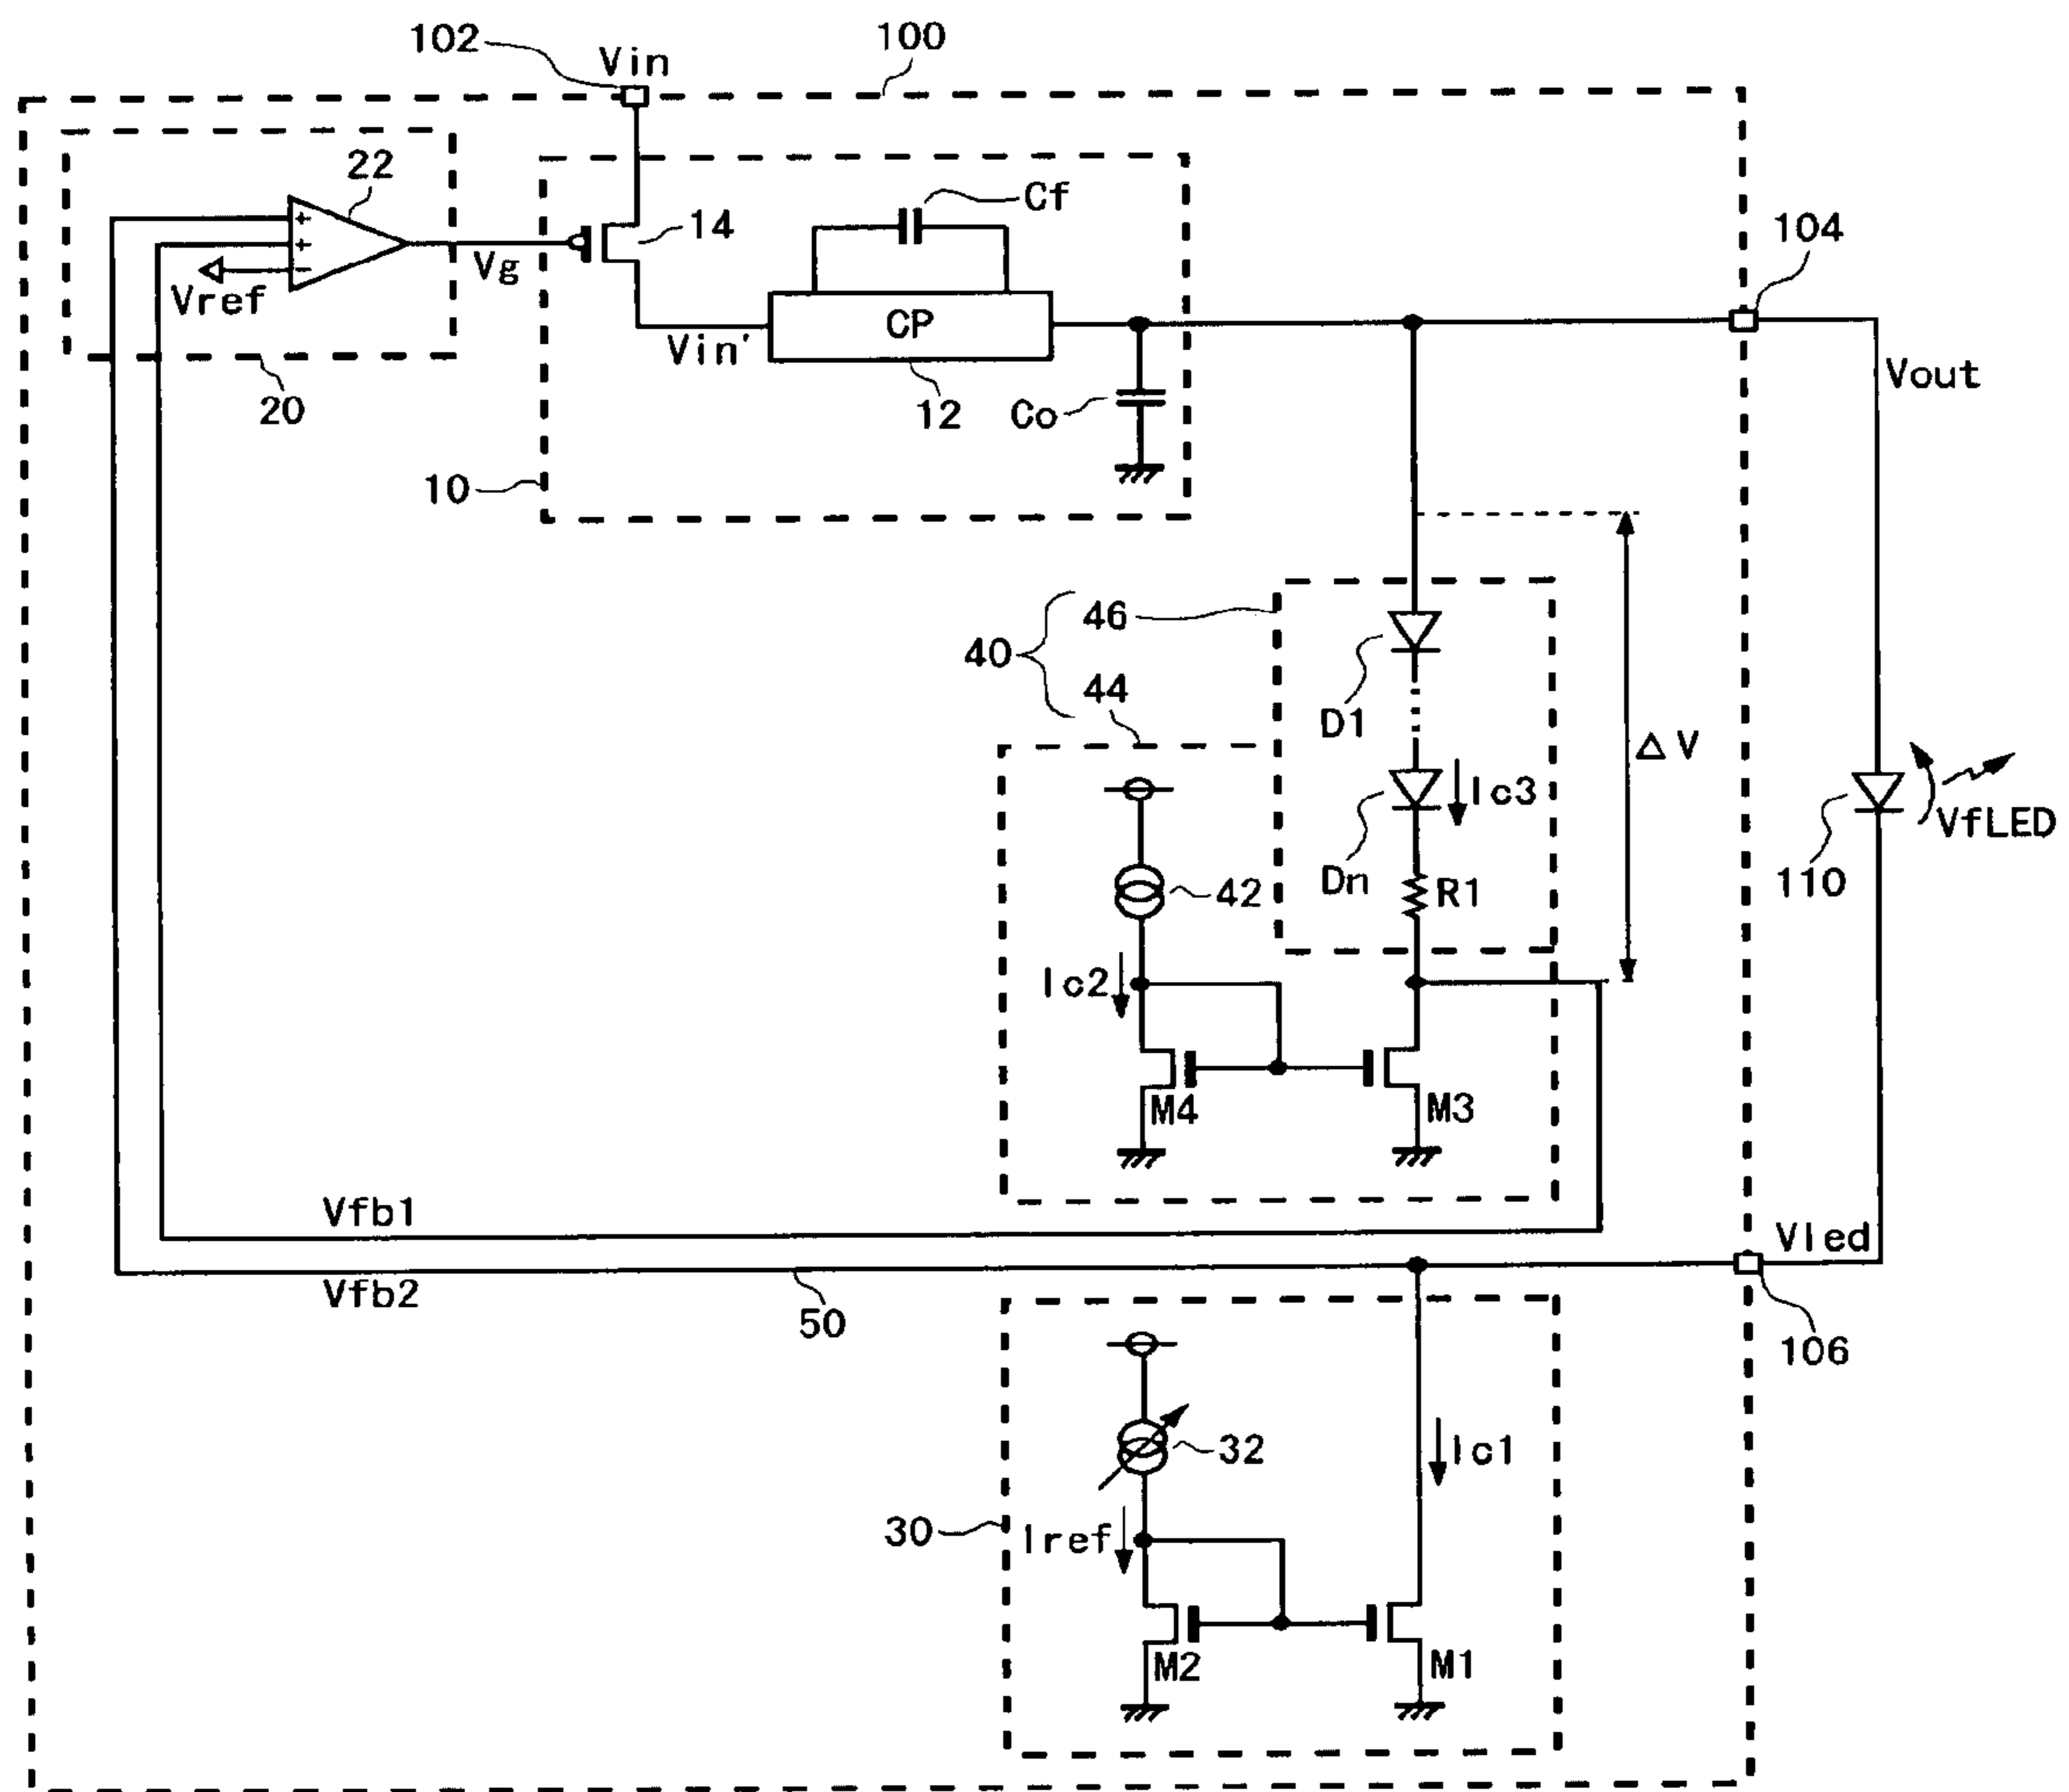 102
Vin
100
22
+
+
−
Vref
Vg
20
14
Cf
CP
Vin'
12
Co
10
104
Vout
46
40
44
D1
ΔV
Ic3
Dn
R1
42
Ic2
M4
M3
VfLED
110
Vfb1
Vfb2
50
Vled
106
32
Ic1
30
Iref
M2
M1